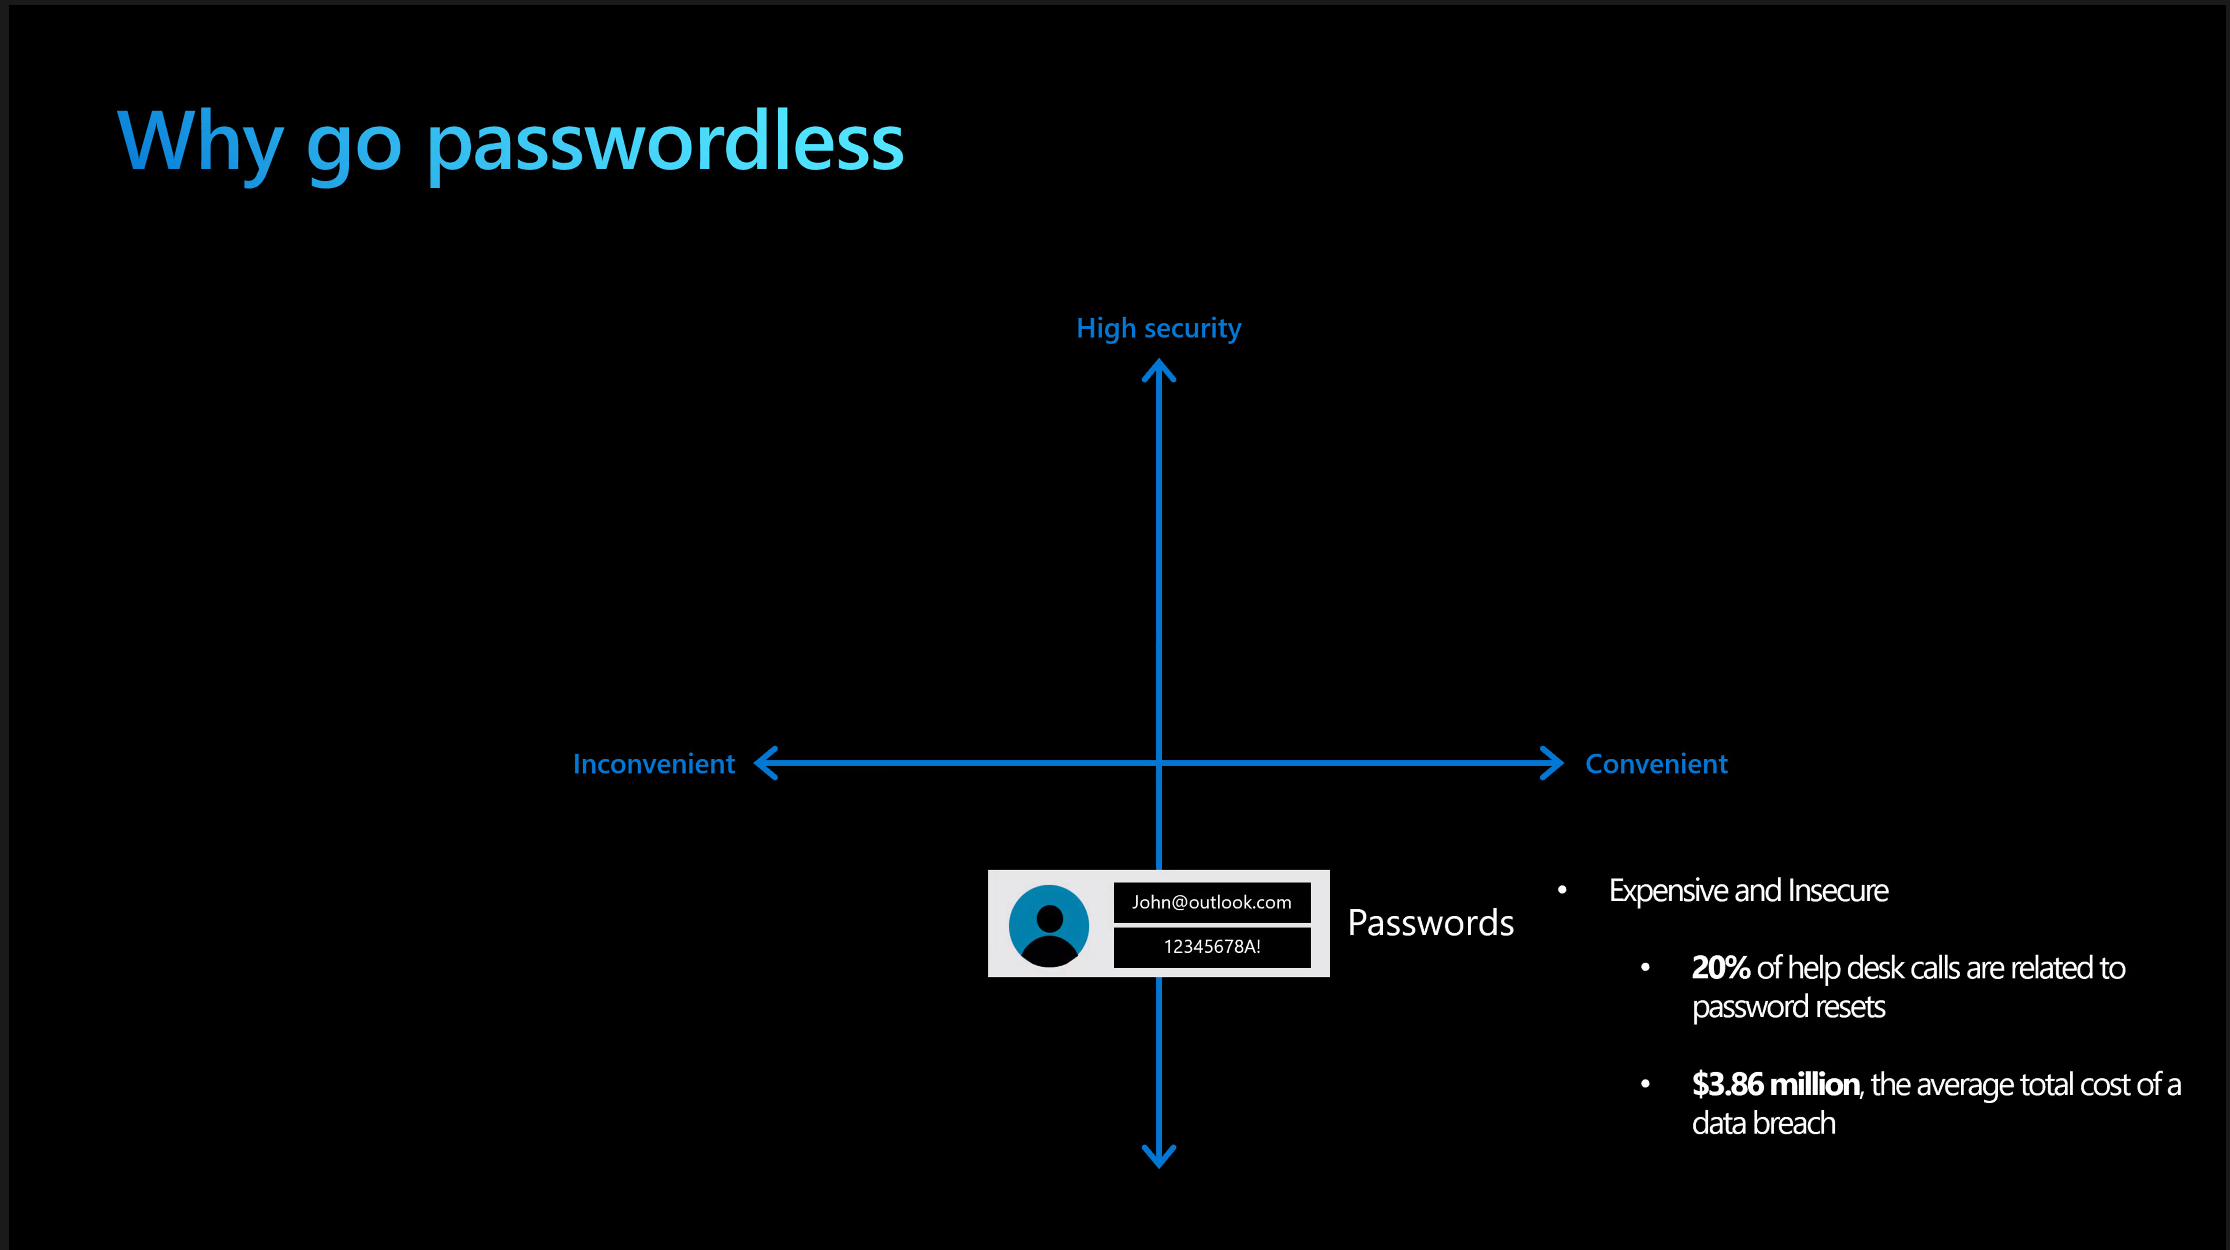 Why go passwordless
High security
Inconvenient
Convenient
John@outlook.com
12345678A!
Passwords
• Expensive and Insecure
• 20% of help desk calls are related to
password resets
• $3.86 million, the average total cost of a
data breach